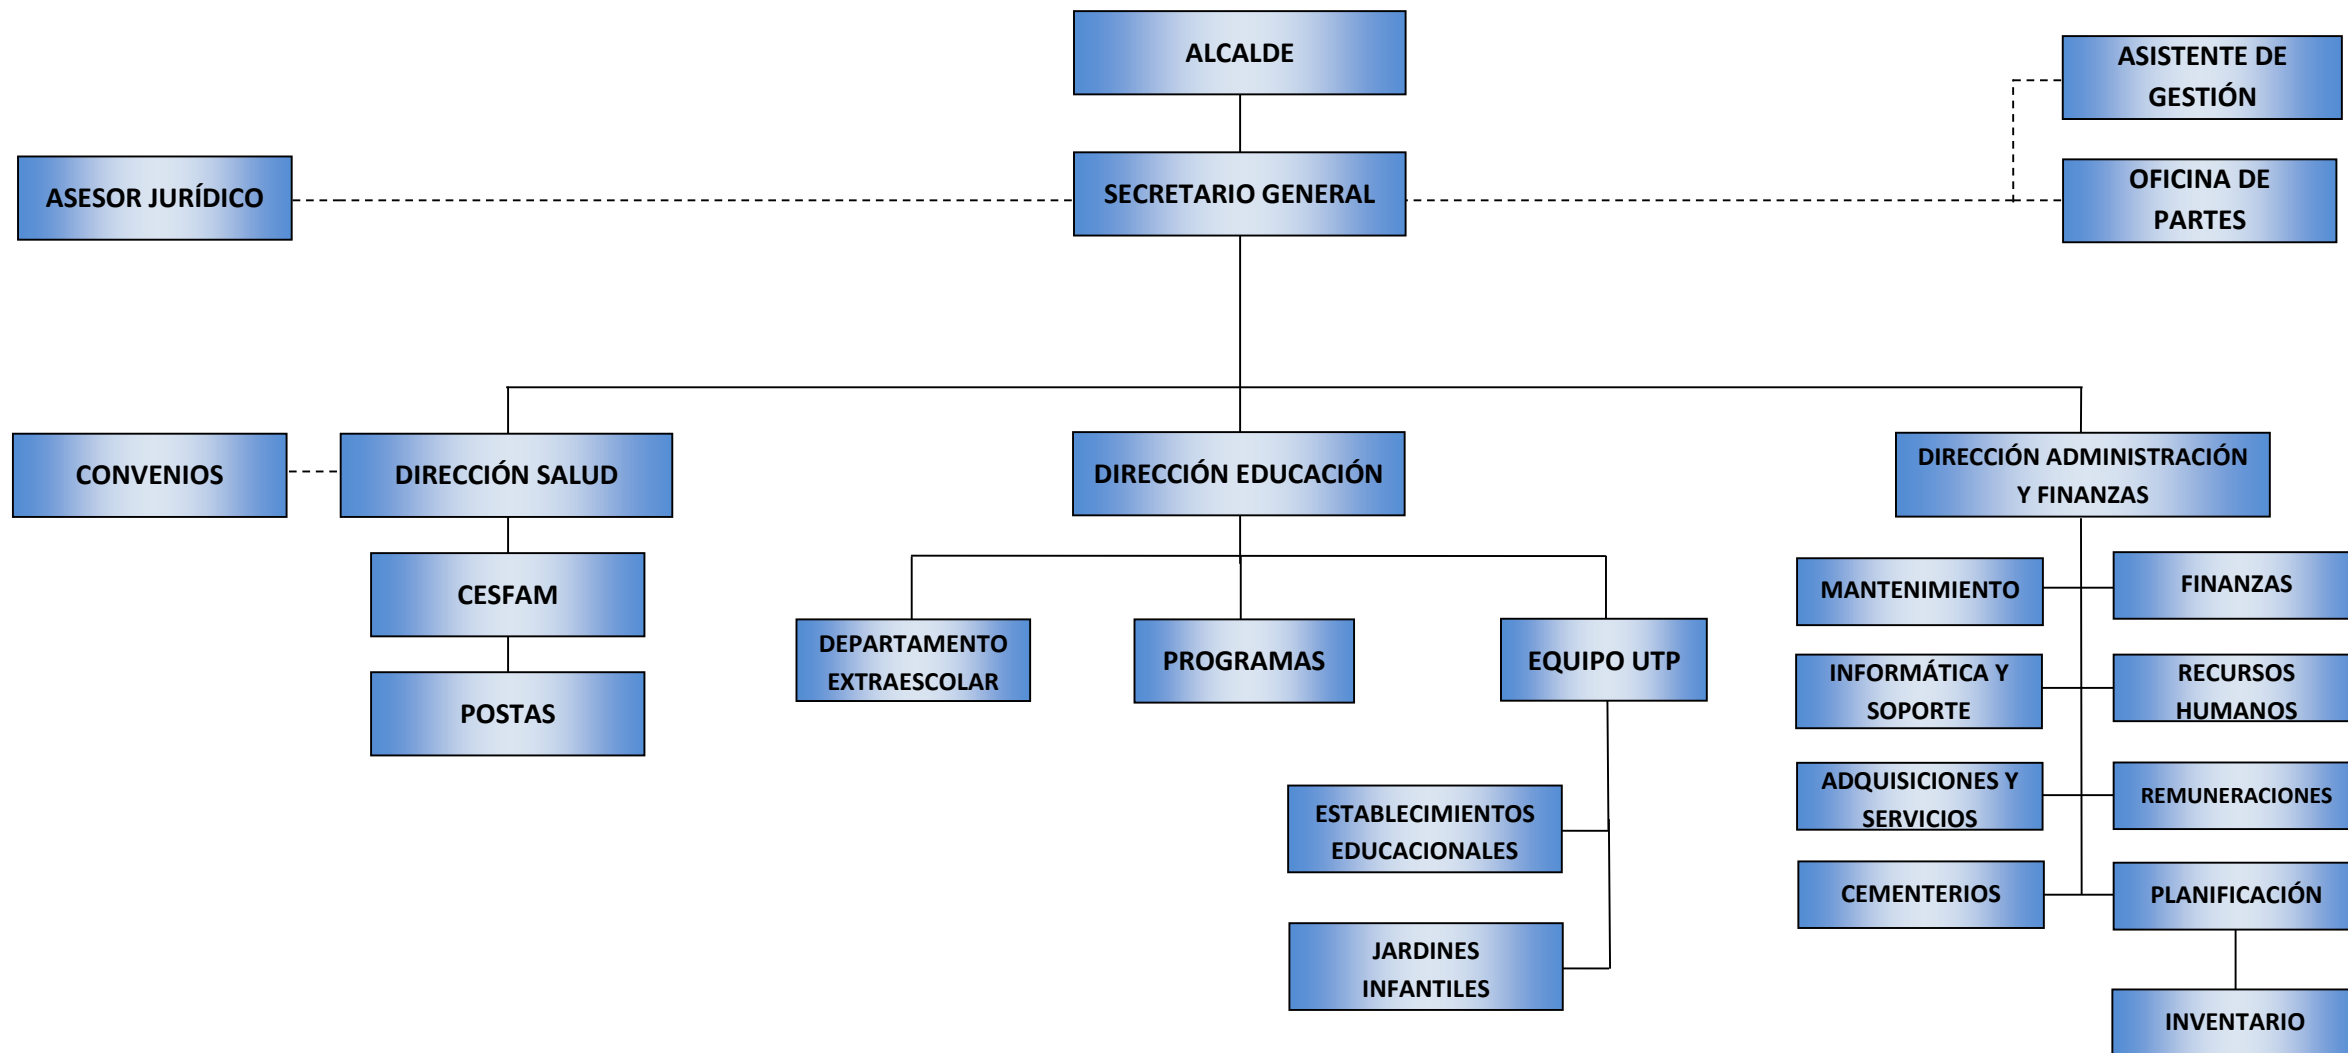 ALCALDE
ASISTENTE DE
GESTIÓN
ASESOR JURÍDICO
SECRETARIO GENERAL
OFICINA DE
PARTES
CONVENIOS
DIRECCIÓN SALUD
DIRECCIÓN EDUCACIÓN
DIRECCIÓN ADMINISTRACIÓN
Y FINANZAS
CESFAM
POSTAS
DEPARTAMENTO
EXTRAESCOLAR
PROGRAMAS
EQUIPO UTP
ESTABLECIMIENTOS
EDUCACIONALES
JARDINES
INFANTILES
MANTENIMIENTO
FINANZAS
INFORMÁTICA Y
SOPORTE
RECURSOS
HUMANOS
ADQUISICIONES Y
SERVICIOS
REMUNERACIONES
CEMENTERIOS
PLANIFICACIÓN
INVENTARIO